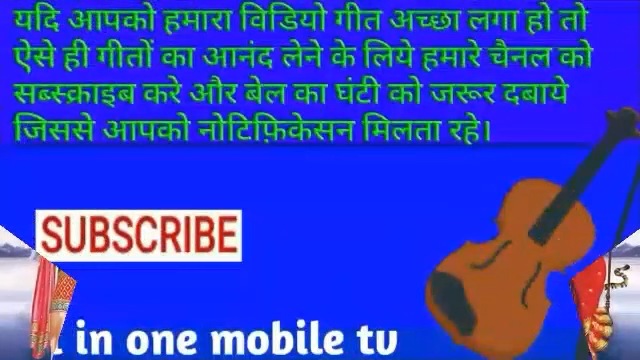 यदि आपको हमारा विडियो गीत अच्छा लगा हो तो
ऐसे ही गीतों का आनंद लेने के लिये हमारे चैनल को
सब्स्क्राइब करे और बेल का घंटी को जरूर दबाये
जिससे आपको नोटिफ़िकेसन मिलता रहे।
SUBSCRIBE
in one mobile tv